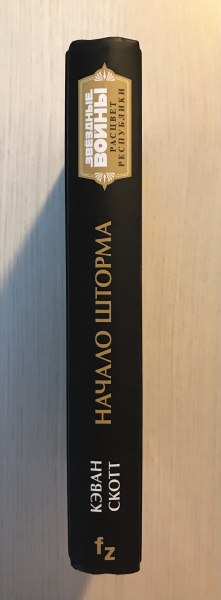 ЗВЁЗДНЫЕ
ВОЙНЫ
РАСЦВЕТ
РЕСПУБЛИКИ
НАЧАЛО ШТОРМА
КЭВАН
СКОТТ
fz